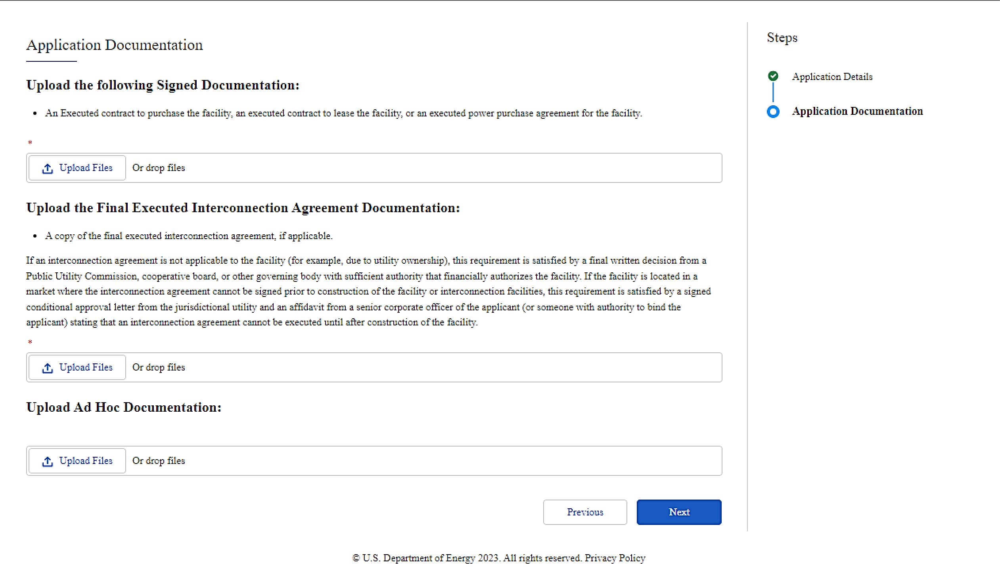 Application Documentation
Upload the following Signed Documentation:
• An Executed contract to purchase the facility, an executed contract to lease the facility, or an executed power purchase agreement for the facility.
*
Upload Files Or drop files
Upload the Final Executed Interconnection Agreement Documentation:
• A copy of the final executed interconnection agreement, if applicable.
If an interconnection agreement is not applicable to the facility (for example, due to utility ownership), this requirement is satisfied by a final written decision from a
Public Utility Commission, cooperative board, or other governing body with sufficient authority that financially authorizes the facility. If the facility is located in a
market where the interconnection agreement cannot be signed prior to construction of the facility or interconnection facilities, this requirement is satisfied by a signed
conditional approval letter from the jurisdictional utility and an affidavit from a senior corporate officer of the applicant (or someone with authority to bind the
applicant) stating that an interconnection agreement cannot be executed until after construction of the facility.
*
Upload Files Or drop files
Upload Ad Hoc Documentation:
Upload Files Or drop files
Previous Next
Steps
Application Details
Application Documentation
© U.S. Department of Energy 2023. All rights reserved. Privacy Policy